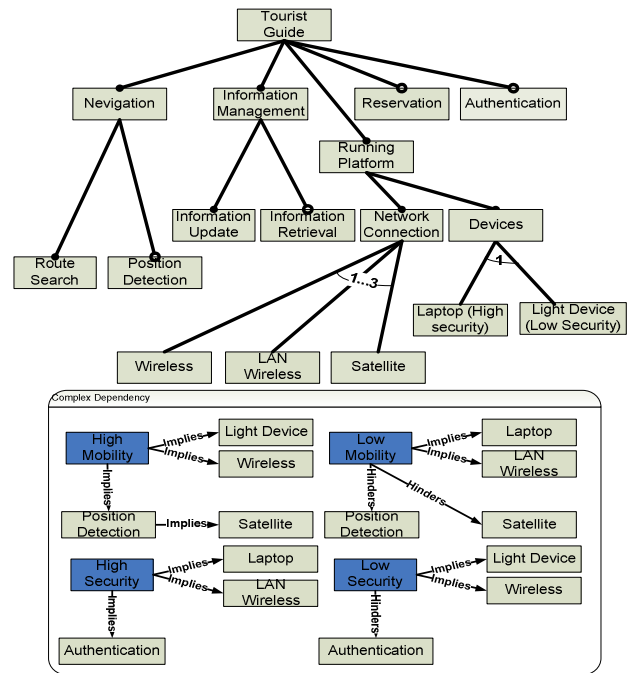 Tourist
Guide
Nevigation
Information
Management
Reservation
Authentication
Running
Platform
Information
Update
Information
Retrieval
Network
Connection
Devices
Route
Search
Position
Detection
1...3
1
Laptop (High
security)
Light Device
(Low Security)
Wireless
LAN
Wireless
Satellite
Complex Dependency
High
Mobility
Implies
Light Device
Implies
Wireless
Implies
Position
Detection
Implies
Satellite
Low
Mobility
Implies
Laptop
Implies
LAN
Wireless
Hinders
Hinders
Position
Detection
Satellite
High
Security
Implies
Laptop
Implies
LAN
Wireless
Implies
Authentication
Low
Security
Implies
Light Device
Implies
Wireless
Hinders
Authentication